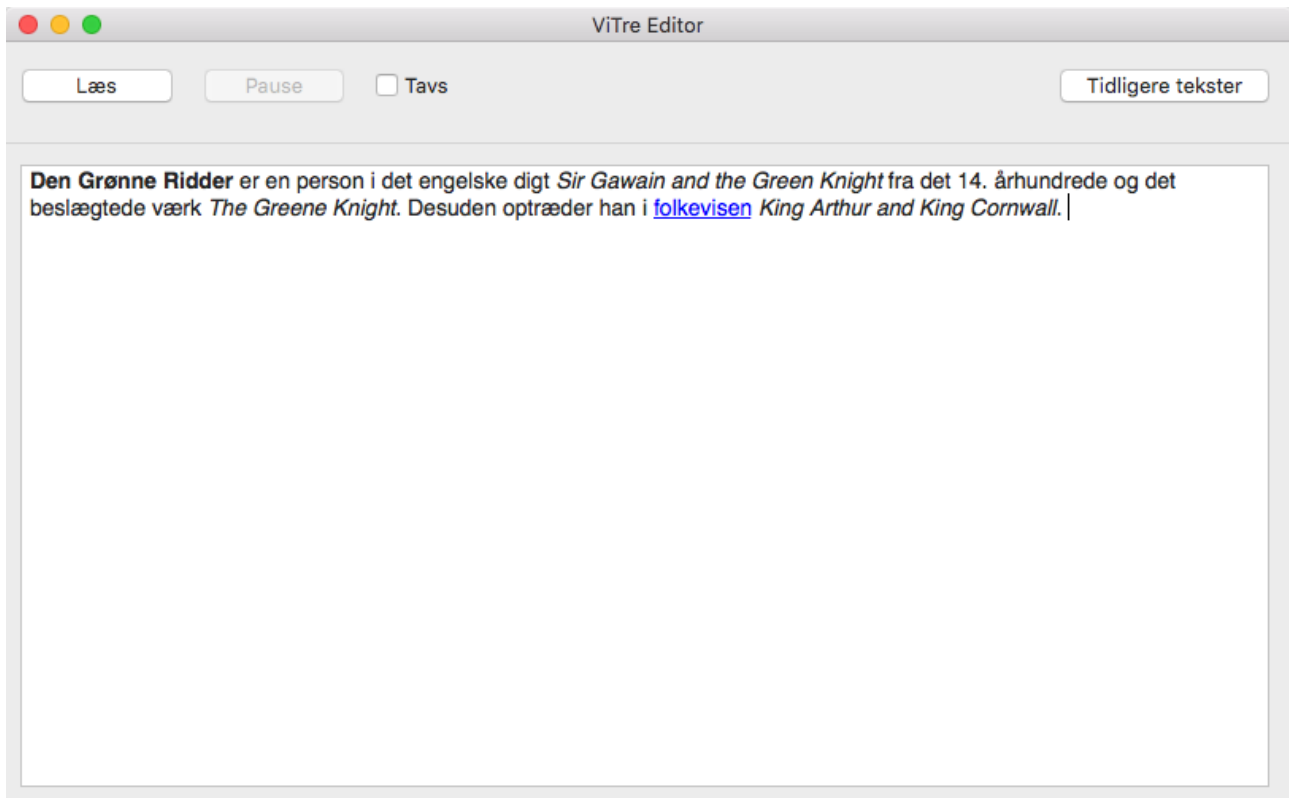 ViTre Editor
Læs Pause Tavs Tidligere tekster
Den Grønne Ridder er en person i det engelske digt Sir Gawain and the Green Knight fra det 14. århundrede og det
beslægtede værk The Greene Knight. Desuden optræder han i folkevisen King Arthur and King Cornwall.